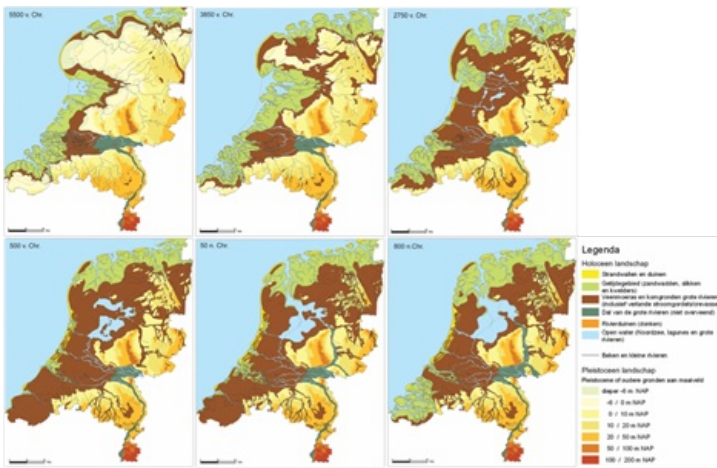 5500 v. Chr.
3850 v. Chr.
2750 v. Chr.
500 v. Chr.
50 n. Chr.
800 n.Chr.
Legenda
Holoceen landschap
Strandwallen en duinen
Getijdegebied (zandwadden, slikken
en kwelders)
Veenmoeras en komgronden grote rivieren
(inclusief verlande
Dal van de grote rivieren (niet overveend)
Rivierduinen (donken)
Open water (Noordzee, lagunes en grote
rivieren)
Beken en kleine rivieren
Pleistoceen landschap
Pleistocene of oudere gronden aan maaiveld
dieper -6 m NAP
-6 / 0 m NAP
0 / 10 m NAP
10 / 20 m NAP
20 / 50 m NAP
50 / 100 m NAP
100 / 200 m NAP